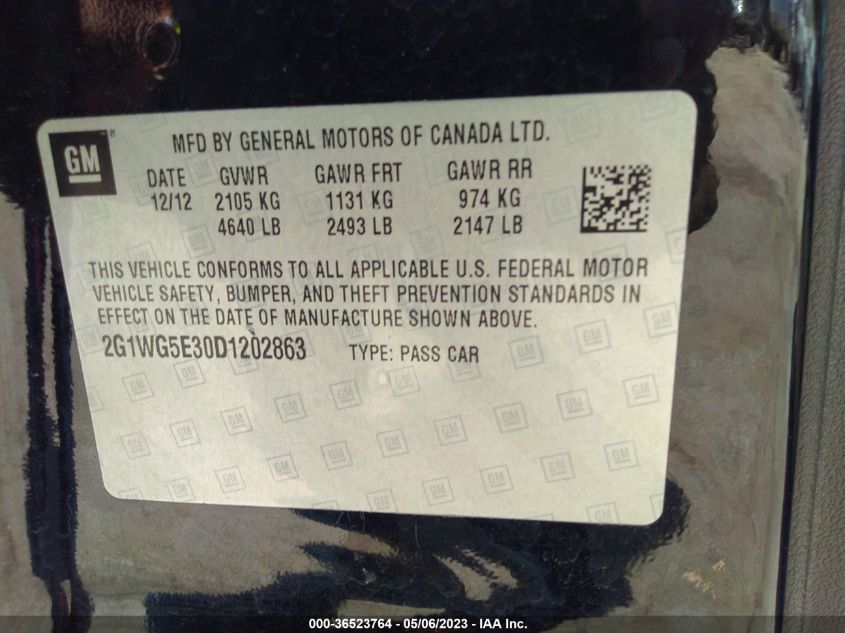 GM
MFD BY GENERAL MOTORS OF CANADA LTD.
DATE GVWR GAWR FRT GAWR RR
12/12 2105 KG 1131 KG 974 KG
4640 LB 2493 LB 2147 LB
THIS VEHICLE CONFORMS TO ALL APPLICABLE U.S. FEDERAL MOTOR
VEHICLE SAFETY, BUMPER, AND THEFT PREVENTION STANDARDS IN
EFFECT ON THE DATE OF MANUFACTURE SHOWN ABOVE.
2G1WG5E30D1202863 TYPE: PASS CAR
000-36523764 - 05/06/2023 - IAA Inc.